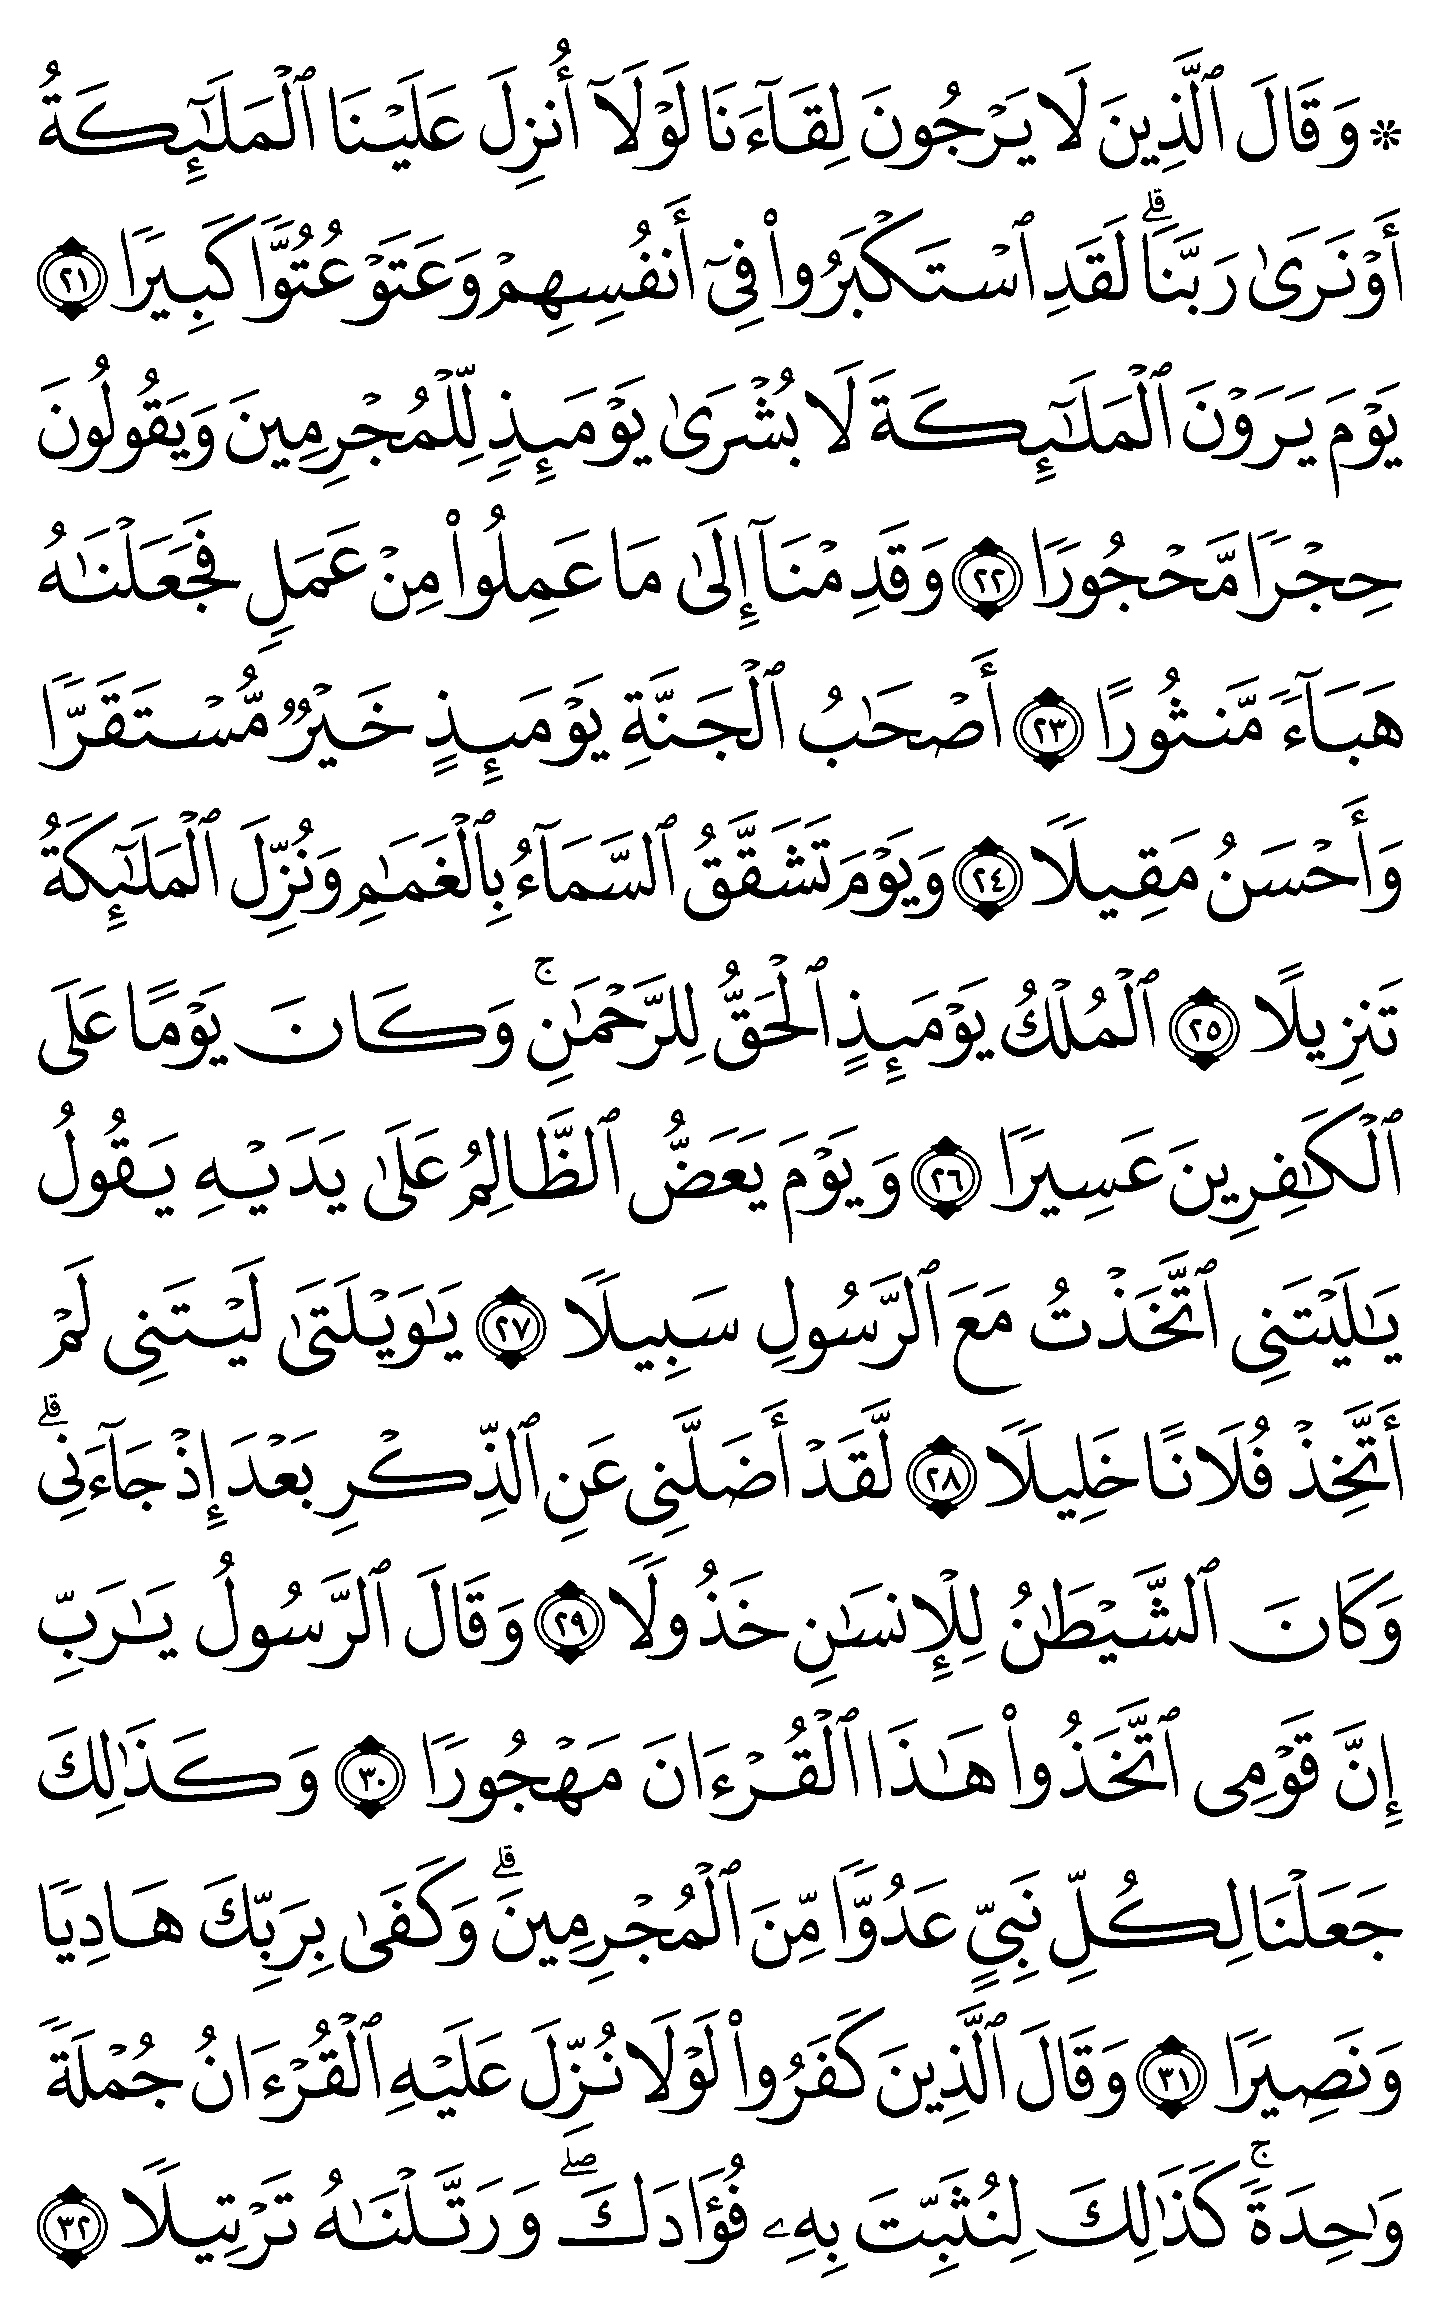 ۞ وَقَالَ ٱلَّذِينَ لَا يَرْجُونَ لِقَآءَنَا لَوْلَآ أُنزِلَ عَلَيْنَا ٱلْمَلَـٰٓئِكَةُ
أَوْ نَرَىٰ رَبَّنَا ۗ لَقَدِ ٱسْتَكْبَرُوا۟ فِىٓ أَنفُسِهِمْ وَعَتَوْ عُتُوًّا كَبِيرًا ٢١
يَوْمَ يَرَوْنَ ٱلْمَلَـٰٓئِكَةَ لَا بُشْرَىٰ يَوْمَئِذٍ لِّلْمُجْرِمِينَ وَيَقُولُونَ
حِجْرًا مَّحْجُورًا ٢٢ وَقَدِمْنَآ إِلَىٰ مَا عَمِلُوا۟ مِنْ عَمَلٍ فَجَعَلْنَـٰهُ
هَبَآءً مَّنثُورًا ٢٣ أَصْحَـٰبُ ٱلْجَنَّةِ يَوْمَئِذٍ خَيْرٌ مُّسْتَقَرًّا
وَأَحْسَنُ مَقِيلًا ٢٤ وَيَوْمَ تَشَقَّقُ ٱلسَّمَآءُ بِٱلْغَمَـٰمِ وَنُزِّلَ ٱلْمَلَـٰٓئِكَةُ
تَنزِيلًا ٢٥ ٱلْمُلْكُ يَوْمَئِذٍ ٱلْحَقُّ لِلرَّحْمَـٰنِ ۚ وَكَانَ يَوْمًا عَلَى
ٱلْكَـٰفِرِينَ عَسِيرًا ٢٦ وَيَوْمَ يَعَضُّ ٱلظَّالِمُ عَلَىٰ يَدَيْهِ يَقُولُ
يَـٰلَيْتَنِى ٱتَّخَذْتُ مَعَ ٱلرَّسُولِ سَبِيلًا ٢٧ يَـٰوَيْلَتَىٰ لَيْتَنِى لَمْ
أَتَّخِذْ فُلَانًا خَلِيلًا ٢٨ لَّقَدْ أَضَلَّنِى عَنِ ٱلذِّكْرِ بَعْدَ إِذْ جَآءَنِى ۗ
وَكَانَ ٱلشَّيْطَـٰنُ لِلْإِنسَـٰنِ خَذُولًا ٢٩ وَقَالَ ٱلرَّسُولُ يَـٰرَبِّ
إِنَّ قَوْمِى ٱتَّخَذُوا۟ هَـٰذَا ٱلْقُرْءَانَ مَهْجُورًا ٣٠ وَكَذَٰلِكَ
جَعَلْنَا لِكُلِّ نَبِىٍّ عَدُوًّا مِّنَ ٱلْمُجْرِمِينَ ۗ وَكَفَىٰ بِرَبِّكَ هَادِيًا
وَنَصِيرًا ٣١ وَقَالَ ٱلَّذِينَ كَفَرُوا۟ لَوْلَا نُزِّلَ عَلَيْهِ ٱلْقُرْءَانُ جُمْلَةً
وَٰحِدَةً ۚ كَذَٰلِكَ لِنُثَبِّتَ بِهِۦ فُؤَادَكَ ۖ وَرَتَّلْنَـٰهُ تَرْتِيلًا ٣٢